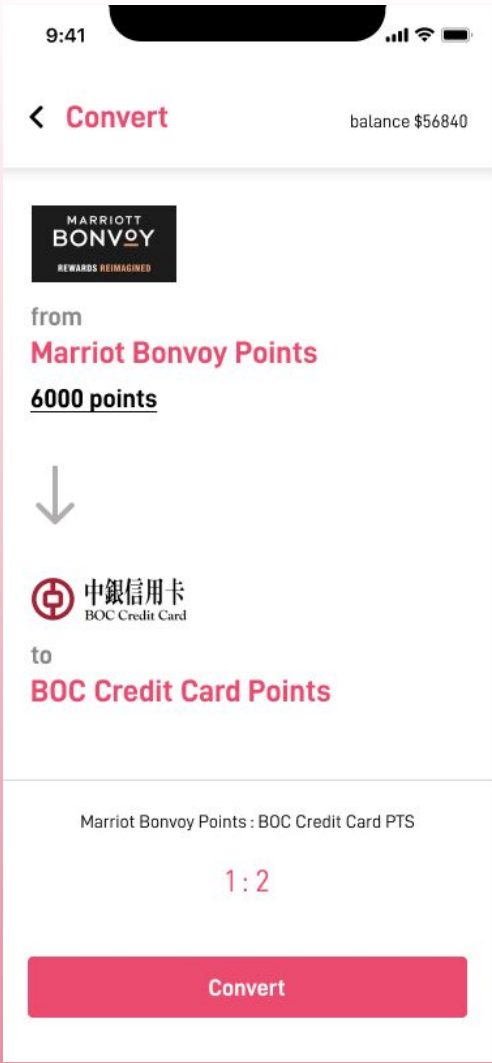 9:41
Convert
balance $56840
MARRIOTT
BONVOY
REWARDS REIMAGINED
from
Marriot Bonvoy Points
6000 points
中銀信用卡
BOC Credit Card
to
BOC Credit Card Points
Marriot Bonvoy Points : BOC Credit Card PTS
1 : 2
Convert